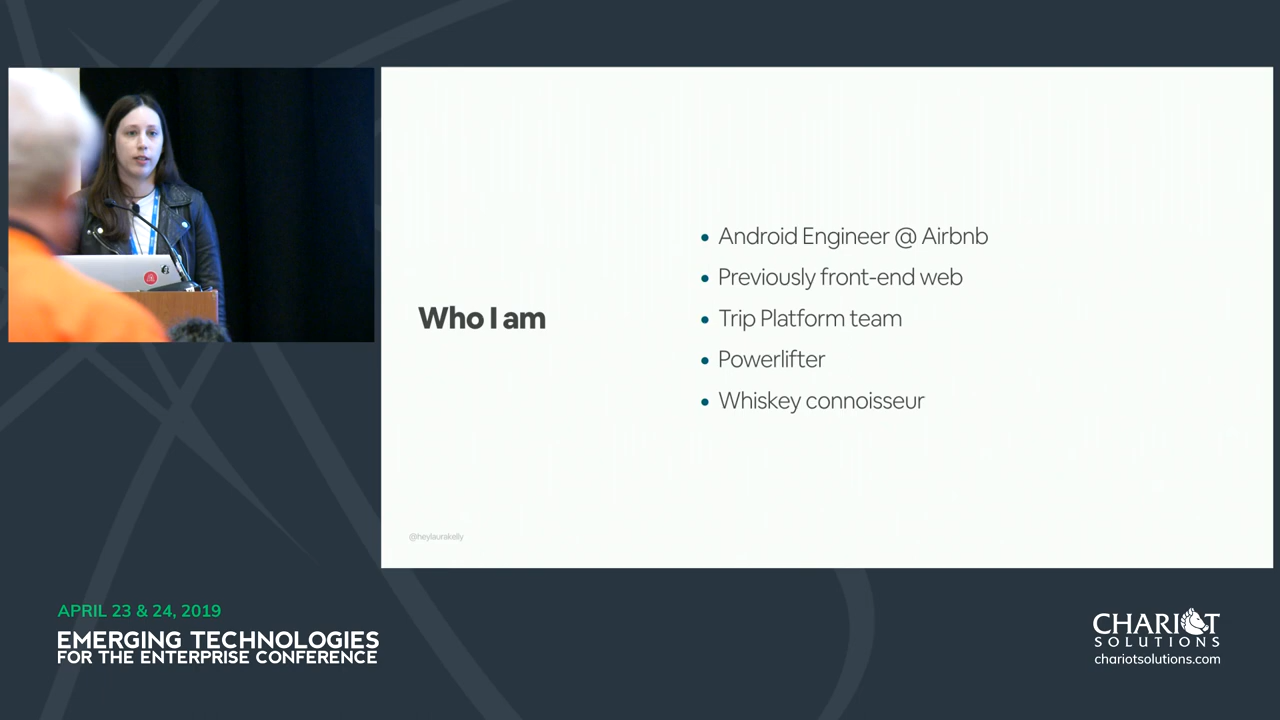 Who I am
• Android Engineer @ Airbnb
• Previously front-end web
• Trip Platform team
• Powerlifter
• Whiskey connoisseur
@heylaurakelly
APRIL 23 & 24, 2019
EMERGING TECHNOLOGIES
FOR THE ENTERPRISE CONFERENCE
CHARIOT
SOLUTIONS
chariotsolutions.com